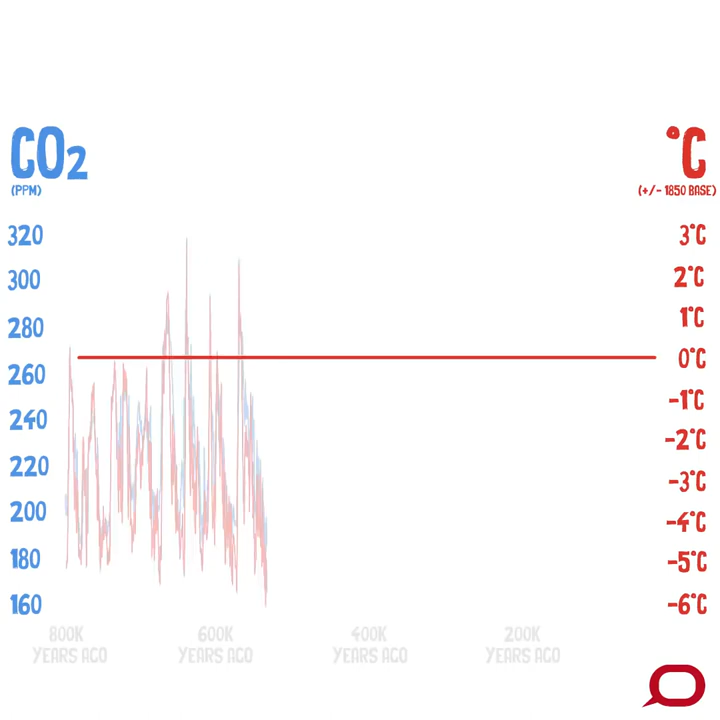 CO2
(PPM)
°C
(+/- 1850 BASE)
320
300
280
260
240
220
200
180
160
3°C
2°C
1°C
0°C
-1°C
-2°C
-3°C
-4°C
-5°C
-6°C
800K
YEARS AGO
600K
YEARS AGO
400K
YEARS AGO
200K
YEARS AGO